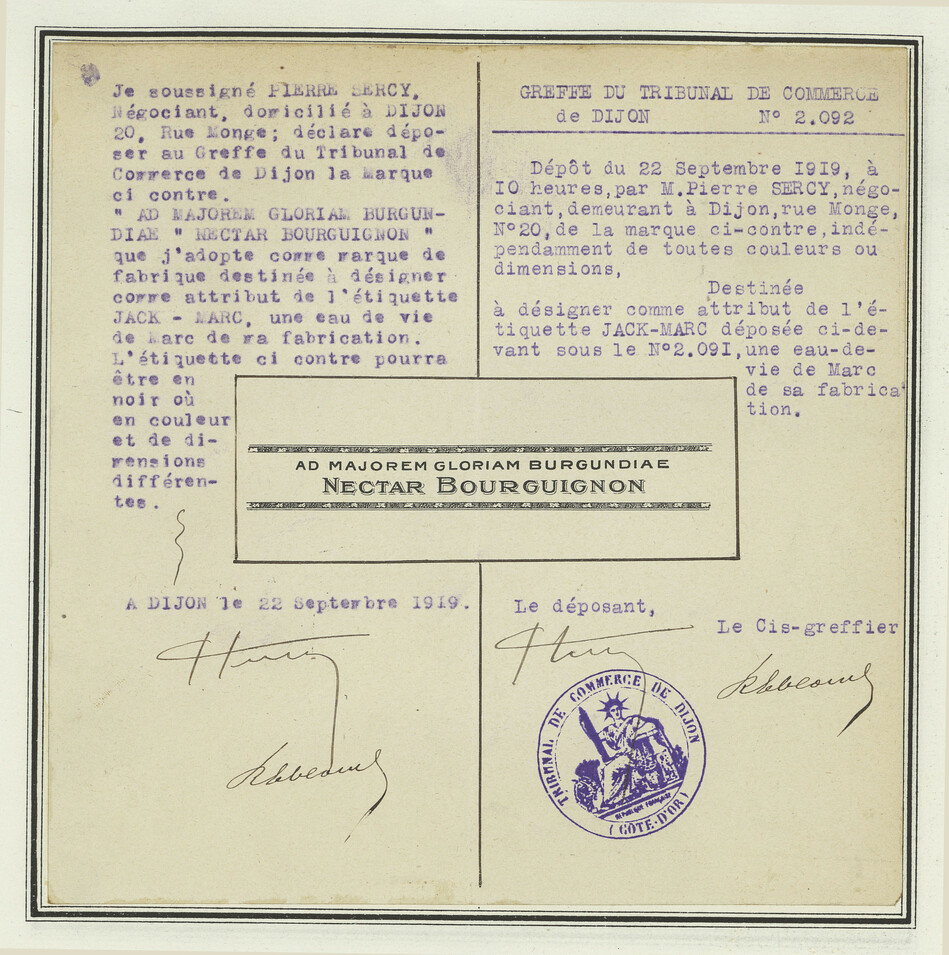 Je soussigné PIERRE SERCY,
Négociant, domicilié à DIJON
20, Rue Monge; déclare dépo-
ser au Greffe du Tribunal de
Commerce de Dijon la Marque
ci contre.
" AD MAJOREM GLORIAM BURGUN-
DIAE " NECTAR BOURGUIGNON "
que j'adopte comme marque de
fabrique destinée à désigner
comme attribut de l'étiquette
JACK - MARC, une eau de vie
de Marc de ma fabrication.
L'étiquette ci contre pourra
être en
noir où
en couleur
et de di-
mensions
différen-
tes.
A DIJON le 22 Septembre 1919.
GREFFE DU TRIBUNAL DE COMMERCE
de DIJON N° 2.092
Dépôt du 22 Septembre 1919, à
10 heures,par M.Pierre SERCY,négo-
ciant,demeurant à Dijon,rue Monge,
N°20,de la marque ci-contre,indé-
pendamment de toutes couleurs ou
dimensions,
Destinée
à désigner comme attribut de l'é-
tiquette JACK-MARC déposée ci-de-
vant sous le N°2.091,une eau-de-
vie de Marc
de sa fabrica
tion.
AD MAJOREM GLORIAM BURGUNDIAE
NECTAR BOURGUIGNON
Le déposant,
Le Cis-greffier
TRIBUNAL DE COMMERCE DE DIJON
REPUBLIQUE FRANÇAISE
(CÔTE-D'OR)